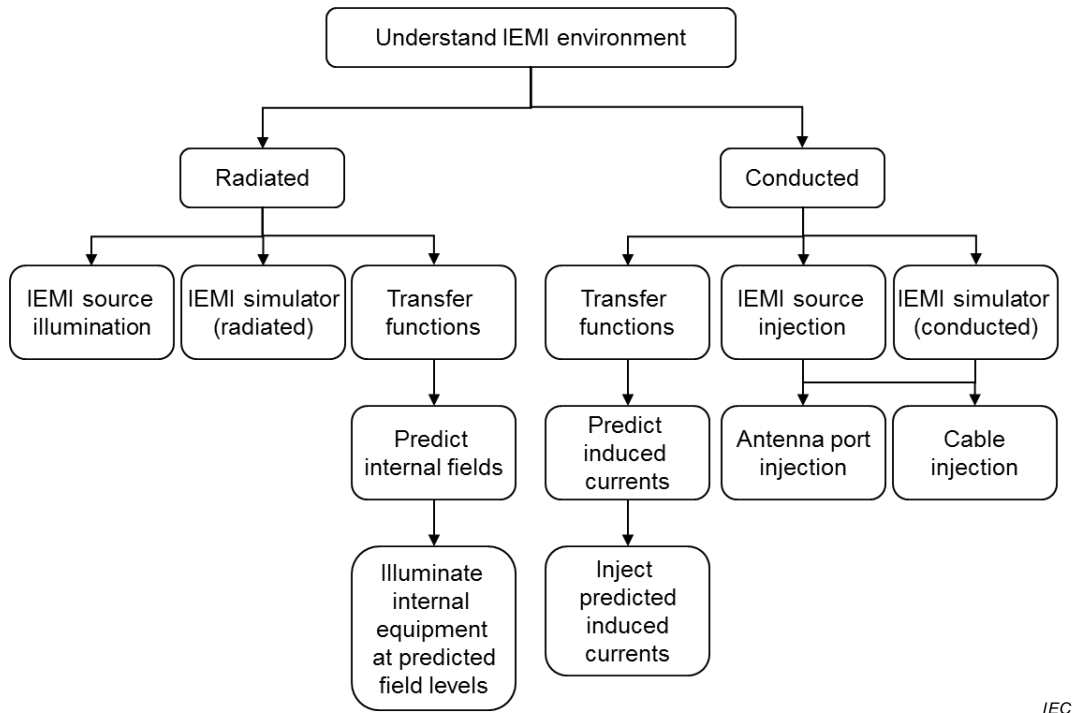 Understand IEMI environment
Radiated
Conducted
IEMI source
illumination
IEMI simulator
(radiated)
Transfer
functions
Transfer
functions
IEMI source
injection
IEMI simulator
(conducted)
Predict
internal fields
Predict
induced
currents
Antenna port
injection
Cable
injection
Illuminate
internal
equipment
at predicted
field levels
Inject
predicted
induced
currents
IEC